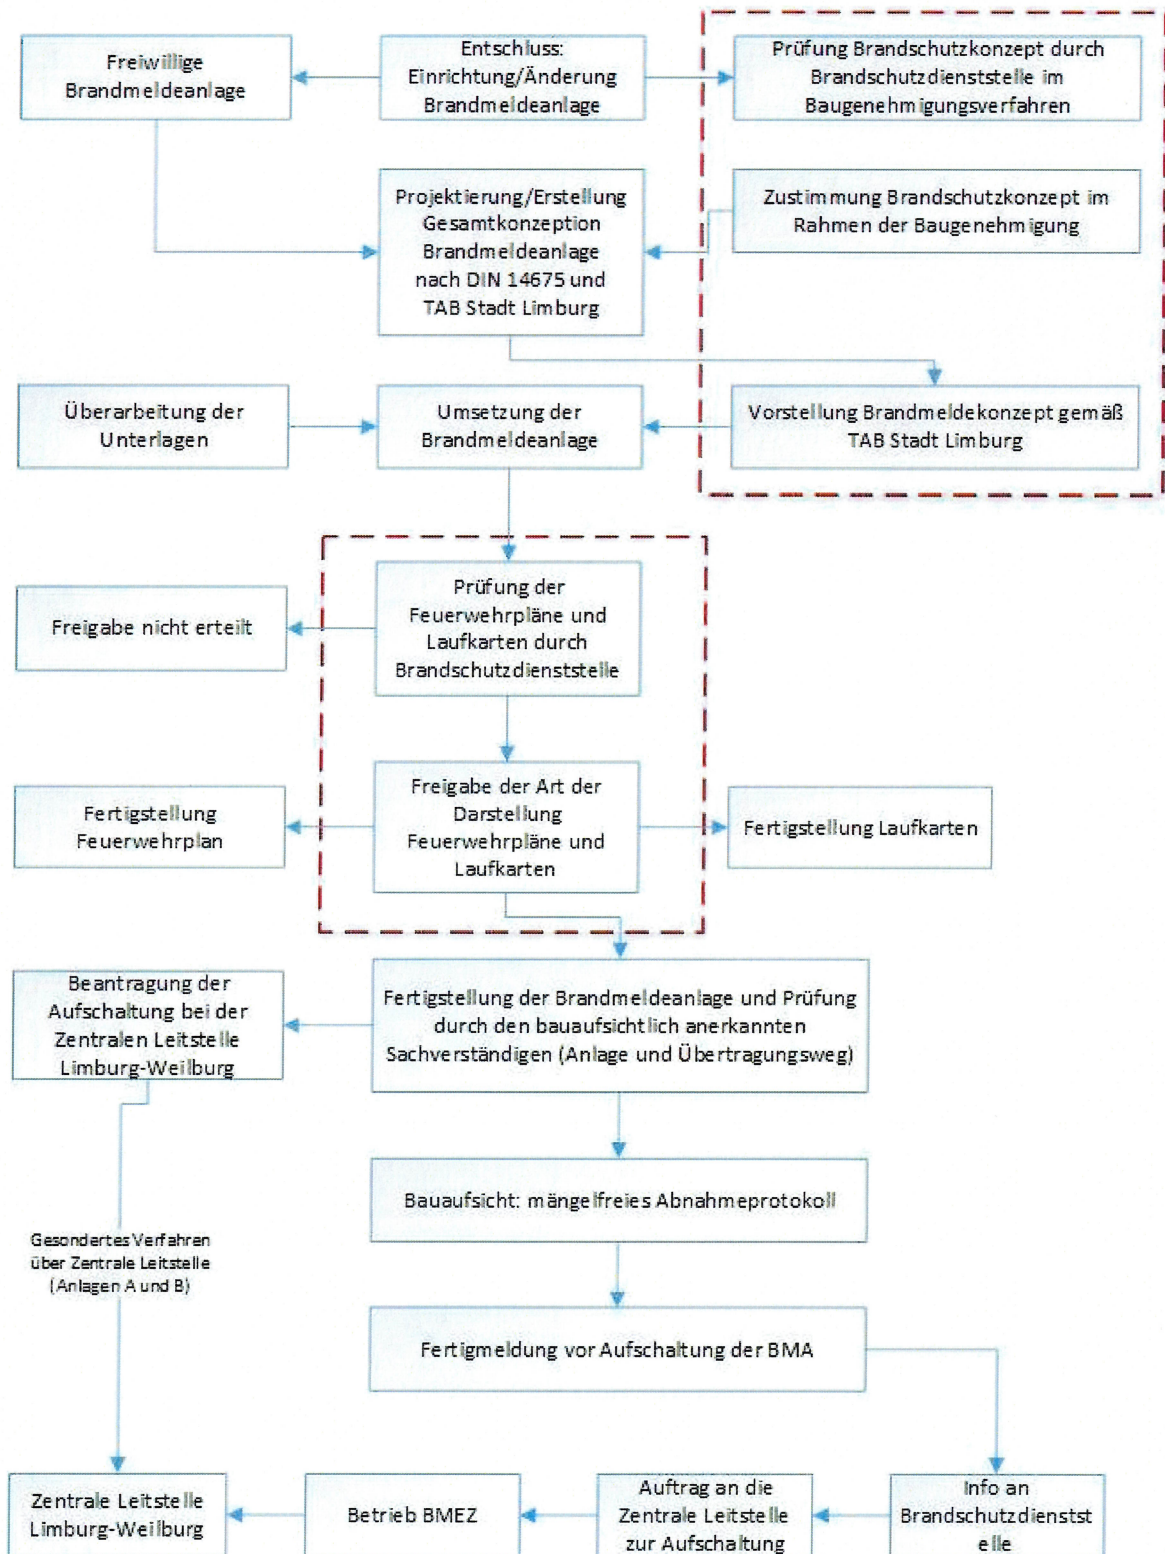 Freiwillige
Brandmeldeanlage
Entschluss:
Einrichtung/Änderung
Brandmeldeanlage
Prüfung Brandschutzkonzept durch
Brandschutzdienststelle im
Baugenehmigungsverfahren
Projektierung/Erstellung
Gesamtkonzeption
Brandmeldeanlage
nach DIN 14675 und
TAB Stadt Limburg
Zustimmung Brandschutzkonzept im
Rahmen der Baugenehmigung
Überarbeitung der
Unterlagen
Umsetzung der
Brandmeldeanlage
Vorstellung Brandmeldekonzept gemäß
TAB Stadt Limburg
Freigabe nicht erteilt
Prüfung der
Feuerwehrpläne und
Laufkarten durch
Brandschutzdienststelle
Fertigstellung
Feuerwehrplan
Freigabe der Art der
Darstellung
Feuerwehrpläne und
Laufkarten
Fertigstellung Laufkarten
Beantragung der
Aufschaltung bei der
Zentralen Leitstelle
Limburg-Weilburg
Fertigstellung der Brandmeldeanlage und Prüfung
durch den bauaufsichtlich anerkannten
Sachverständigen (Anlage und Übertragungsweg)
Bauaufsicht: mängelfreies Abnahmeprotokoll
Gesondertes Verfahren
über Zentrale Leitstelle
(Anlagen A und B)
Fertigmeldung vor Aufschaltung der BMA
Zentrale Leitstelle
Limburg-Weilburg
Betrieb BMEZ
Auftrag an die
Zentrale Leitstelle
zur Aufschaltung
Info an
Brandschutzdienstst
elle